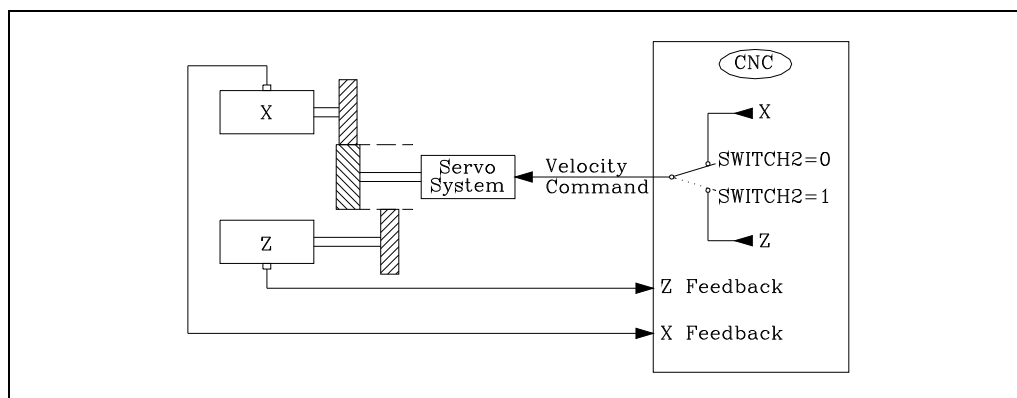 CNC
X
X
SWITCH2=0
Servo
System
Velocity
Command
SWITCH2=1
Z
Z
Z Feedback
X Feedback